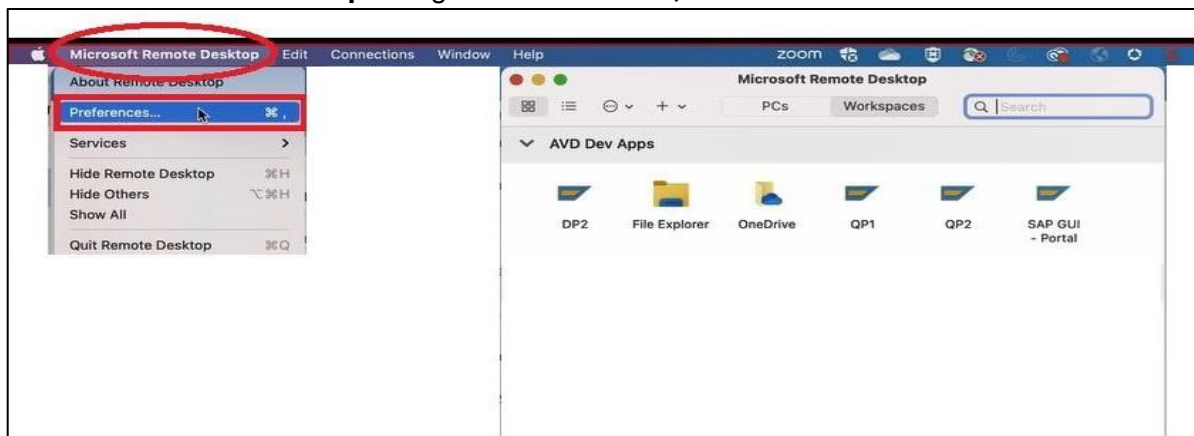 Microsoft Remote Desktop Edit Connections Window Help zoom
About Remote Desktop
Preferences... ⌘ ,
Services >
Hide Remote Desktop ⌘H
Hide Others ⌥⌘H
Show All
Quit Remote Desktop ⌘Q
Microsoft Remote Desktop
PCs Workspaces Search
AVD Dev Apps
DP2 File Explorer OneDrive QP1 QP2 SAP GUI
- Portal